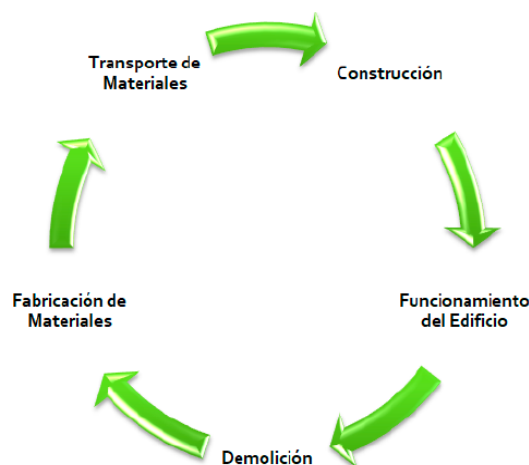 Transporte de
Materiales
Construcción
Funcionamiento
del Edificio
Demolición
Fabricación de
Materiales